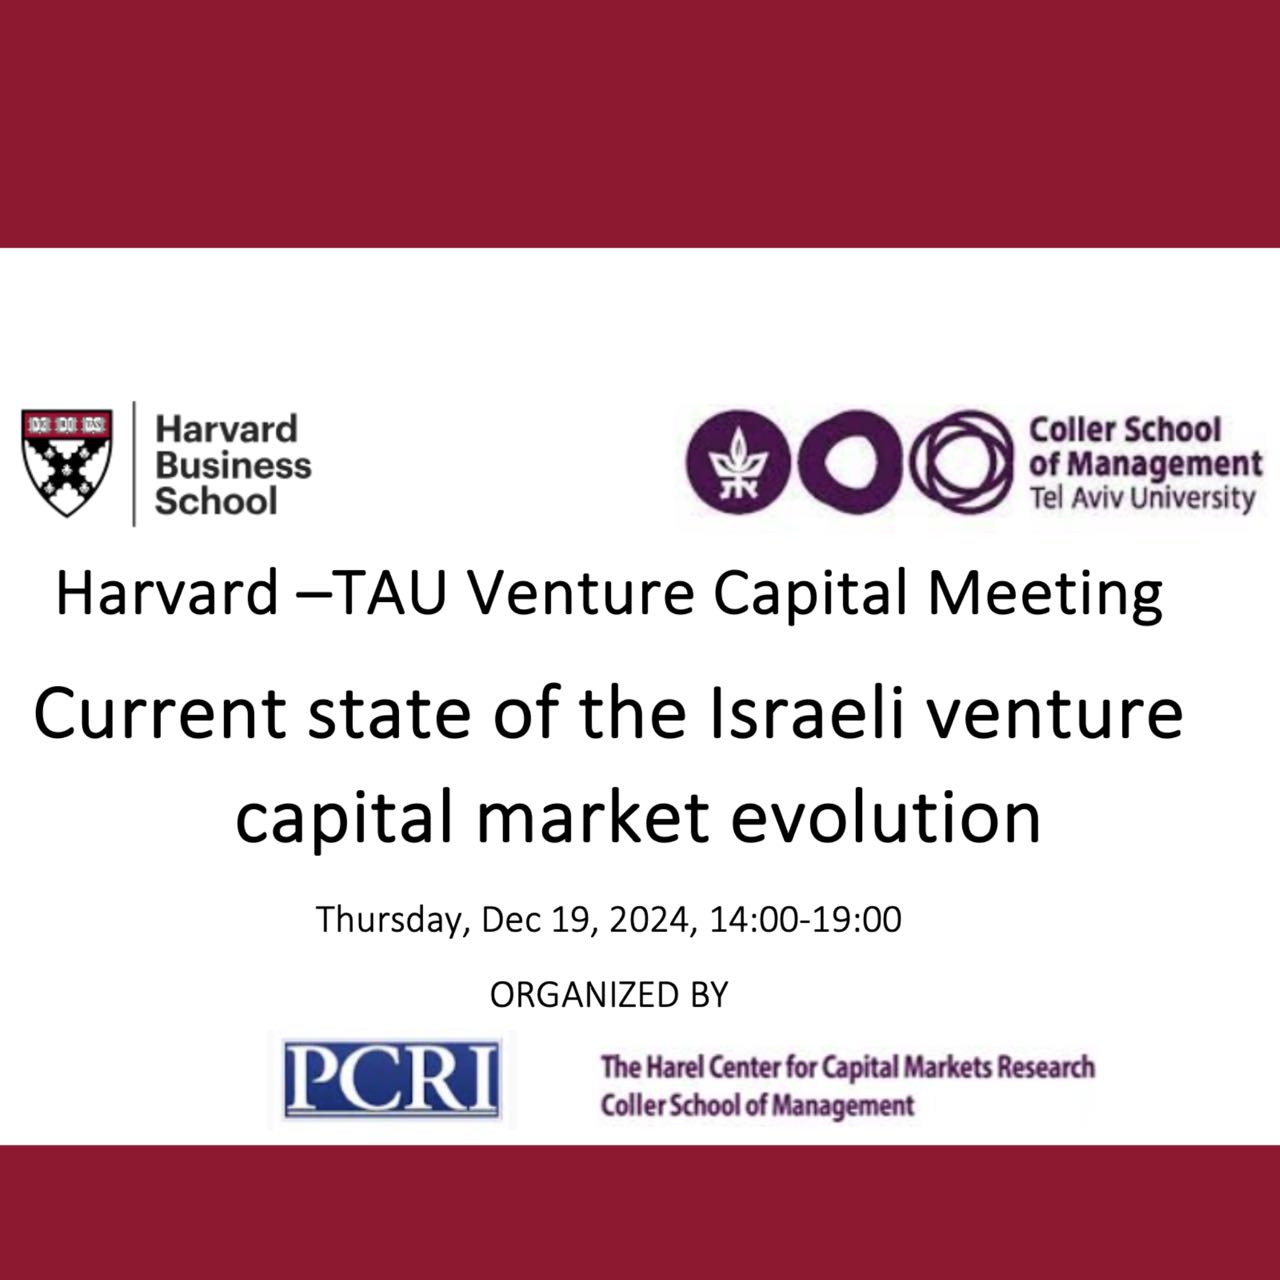 Harvard
Business
School
Coller School
of Management
Tel Aviv University
Harvard –TAU Venture Capital Meeting
Current state of the Israeli venture
capital market evolution
Thursday, Dec 19, 2024, 14:00-19:00
ORGANIZED BY
PCRI
The Harel Center for Capital Markets Research
Coller School of Management